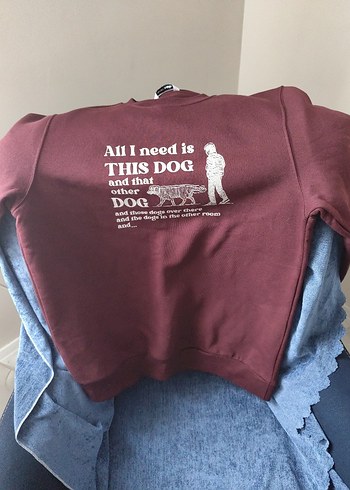 All I need is
THIS DOG
and that
other
DOG
and those dogs over there
and the dogs in the other room
and...